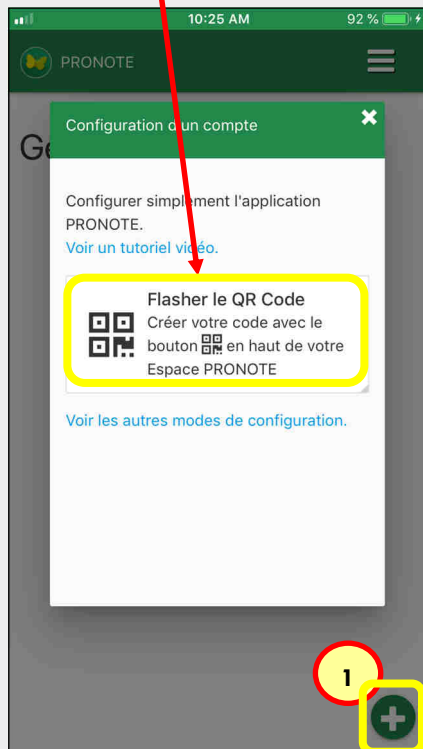 10:25 AM
92 %
PRONOTE
Configuration d'un compte
Configurer simplement l'application
PRONOTE.
Voir un tutoriel vidéo.
Flasher le QR Code
Créer votre code avec le
bouton en haut de votre
Espace PRONOTE
Voir les autres modes de configuration.
1